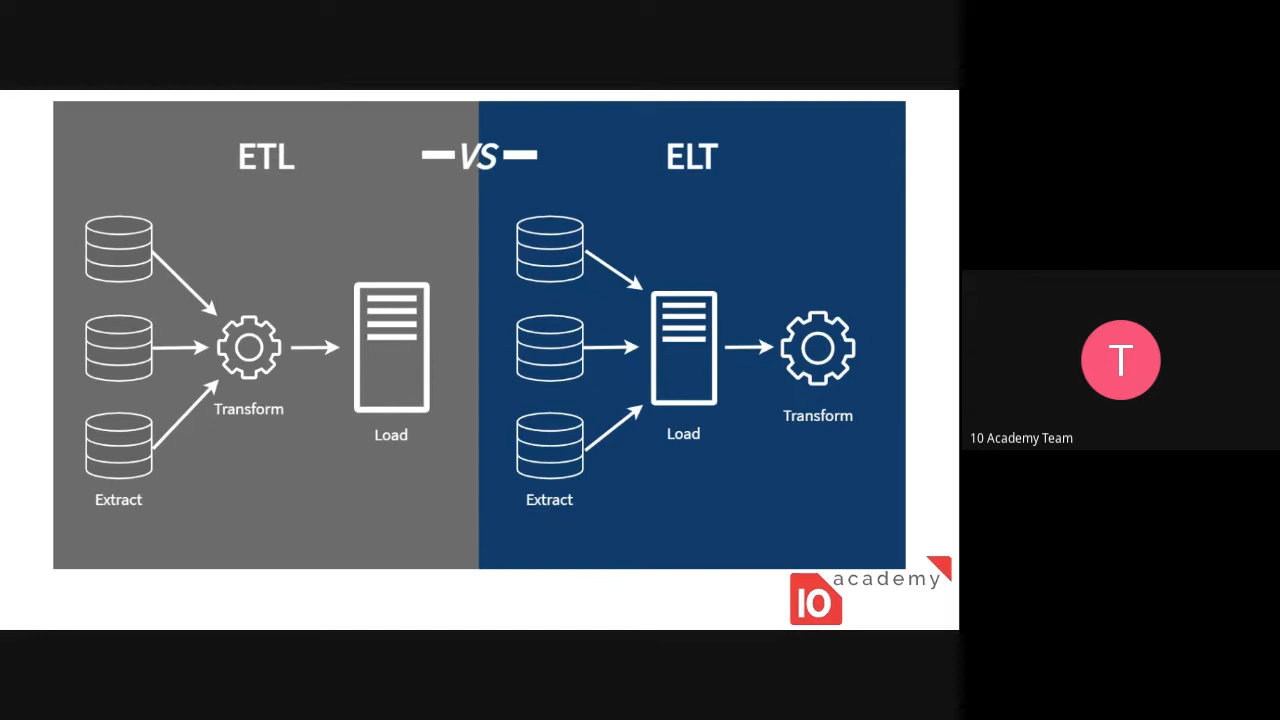 ETL
VS
ELT
Transform
Load
Extract
Load
Transform
Extract
T
10 Academy Team
academy
10